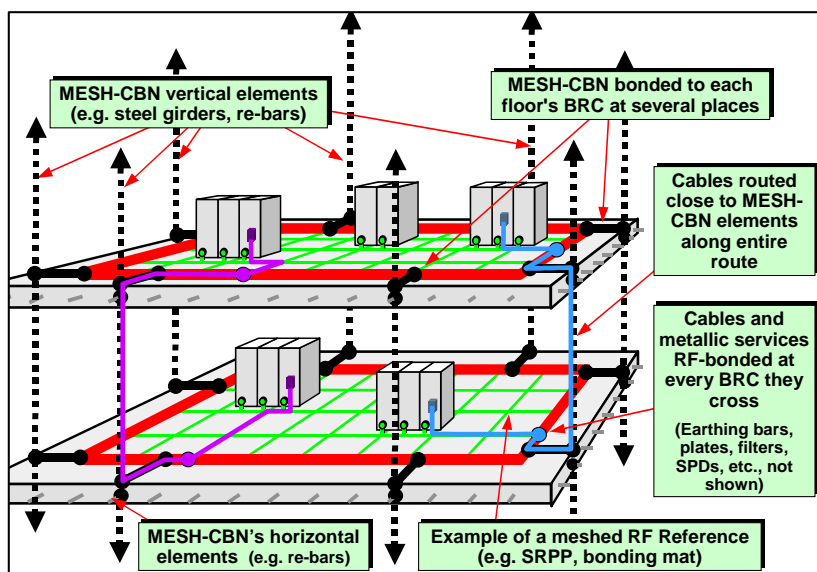 MESH-CBN vertical elements
(e.g. steel girders, re-bars)
MESH-CBN bonded to each
floor's BRC at several places
Cables routed
close to MESH-
CBN elements
along entire
route
Cables and
metallic services
RF-bonded at
every BRC they
cross
(Earthing bars,
plates, filters,
SPDs, etc., not
shown)
MESH-CBN's horizontal
elements (e.g. re-bars)
Example of a meshed RF Reference
(e.g. SRPP, bonding mat)